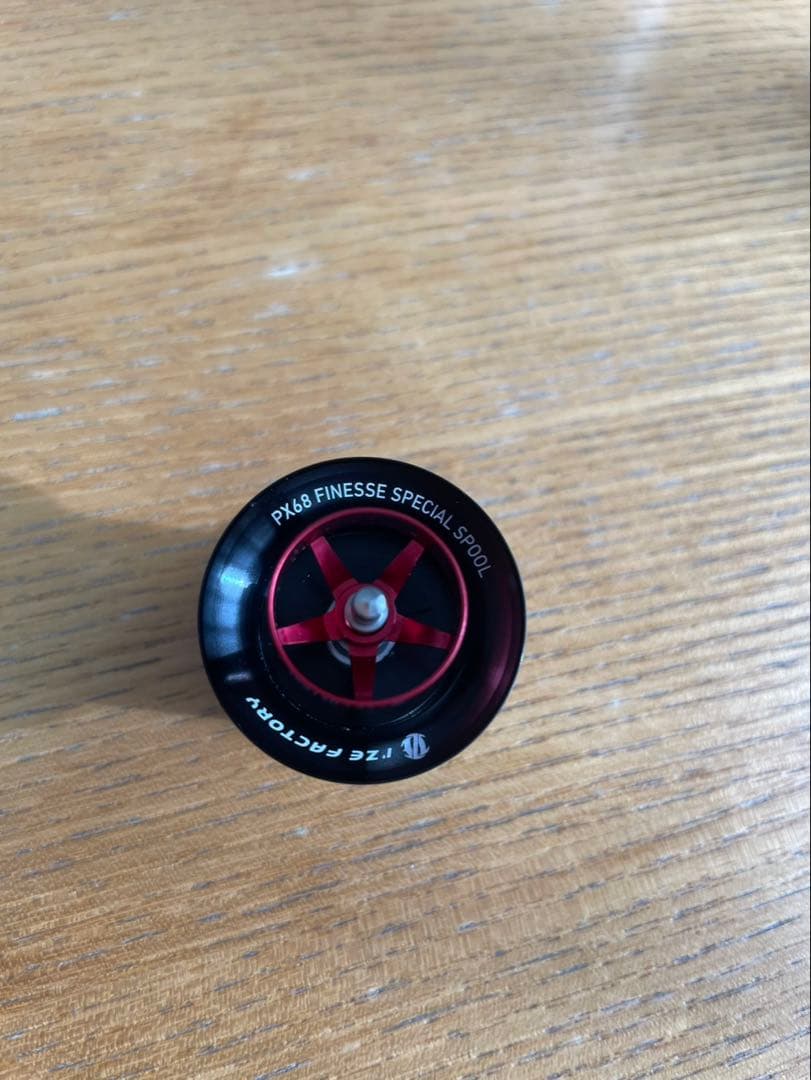 PX68 FINESSE SPECIAL SPOOL
I'ZE FACTORY